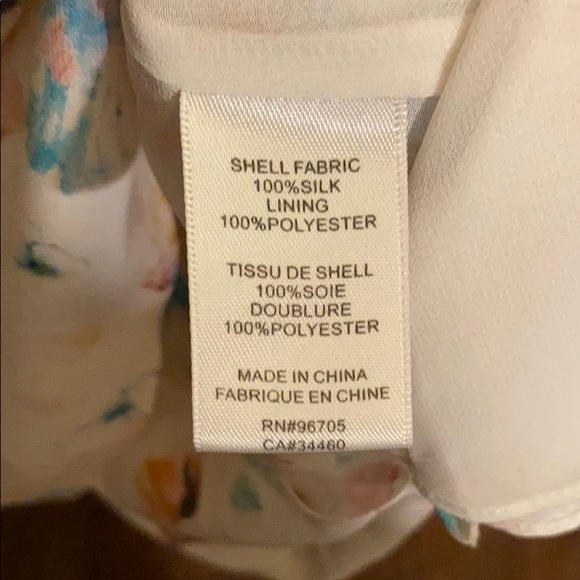 SHELL FABRIC
100%SILK
LINING
100%POLYESTER
TISSU DE SHELL
100%SOIE
DOUBLURE
100%POLYESTER
MADE IN CHINA
FABRIQUE EN CHINE
RN#96705
CA#34460